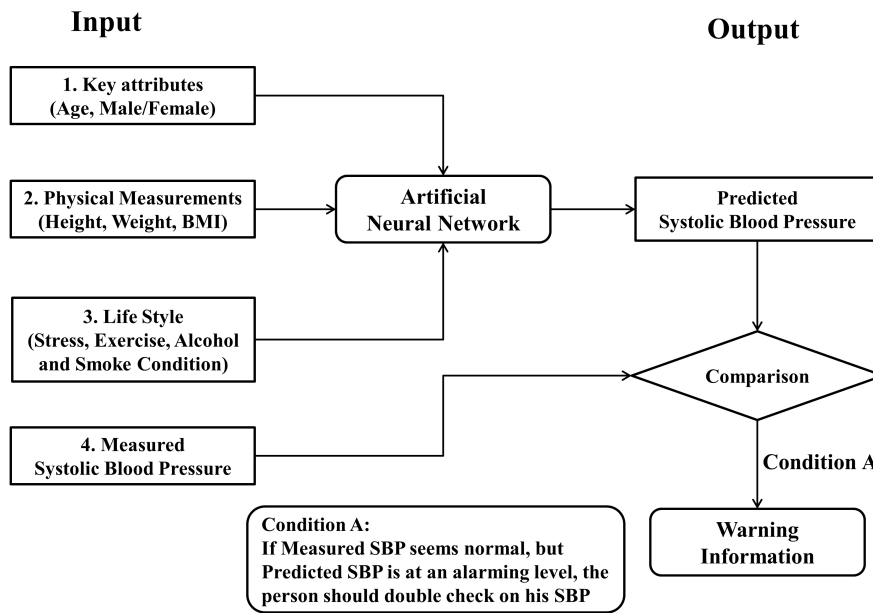 Input
Output
1. Key attributes
(Age, Male/Female)
2. Physical Measurements
(Height, Weight, BMI)
Artificial
Neural Network
Predicted
Systolic Blood Pressure
3. Life Style
(Stress, Exercise, Alcohol
and Smoke Condition)
Comparison
4. Measured
Systolic Blood Pressure
Condition A
Condition A:
If Measured SBP seems normal, but
Predicted SBP is at an alarming level, the
person should double check on his SBP
Warning
Information